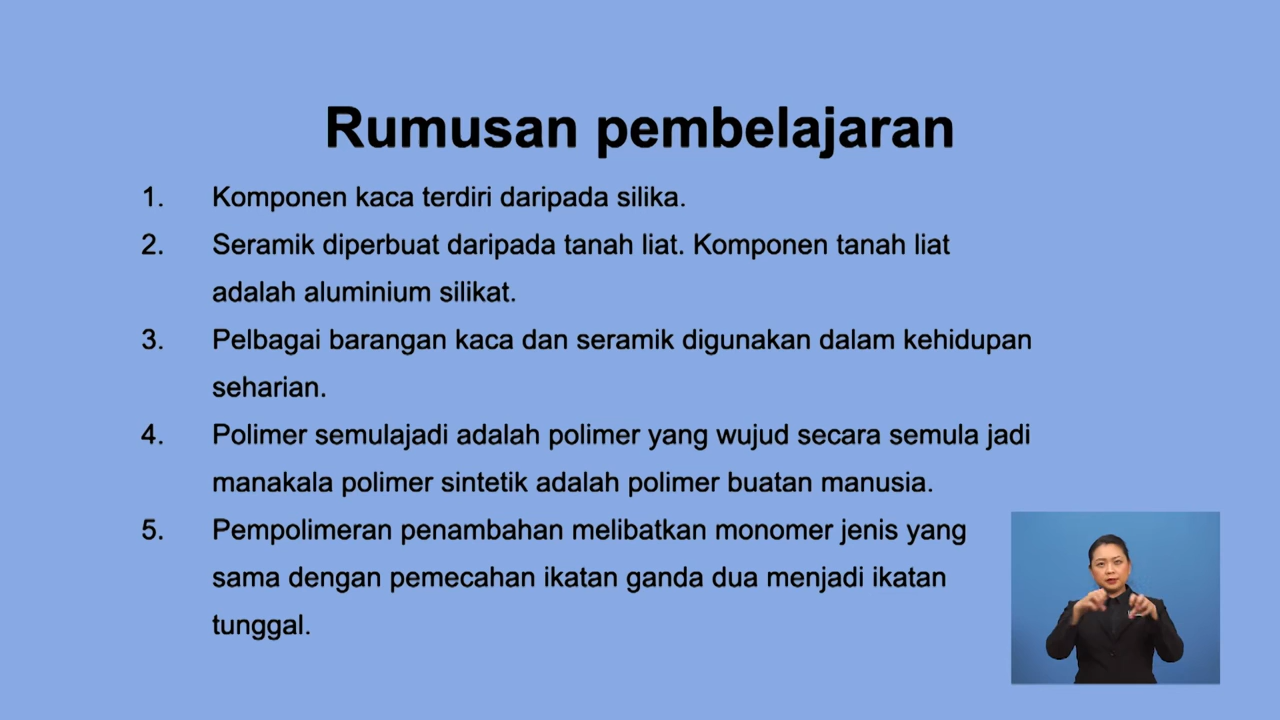 Rumusan pembelajaran
1. Komponen kaca terdiri daripada silika.
2. Seramik diperbuat daripada tanah liat. Komponen tanah liat
adalah aluminium silikat.
3. Pelbagai barangan kaca dan seramik digunakan dalam kehidupan
seharian.
4. Polimer semulajadi adalah polimer yang wujud secara semula jadi
manakala polimer sintetik adalah polimer buatan manusia.
5. Pempolimeran penambahan melibatkan monomer jenis yang
sama dengan pemecahan ikatan ganda dua menjadi ikatan
tunggal.